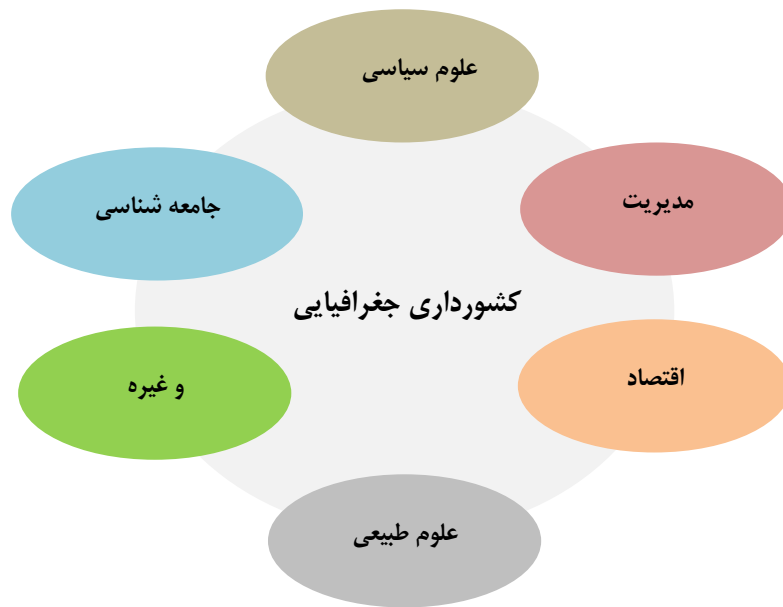 علوم سیاسی
مدیریت
جامعه شناسی
کشورداری جغرافیایی
اقتصاد
و غیره
علوم طبیعی